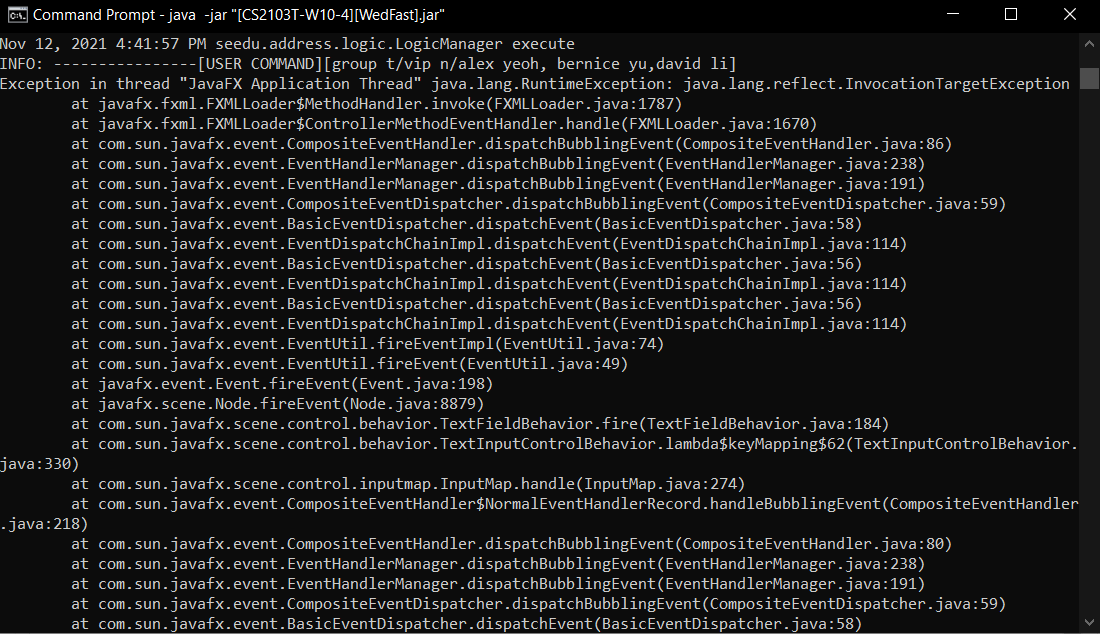 Command Prompt - java -jar "[CS2103T-W10-4][WedFast].jar"
Nov 12, 2021 4:41:57 PM seedu.address.logic.LogicManager execute
INFO: ----------------[USER COMMAND][group t/vip n/alex yeoh, bernice yu,david li]
Exception in thread "JavaFX Application Thread" java.lang.RuntimeException: java.lang.reflect.InvocationTargetException
at javafx.fxml.FXMLLoader$MethodHandler.invoke(FXMLLoader.java:1787)
at javafx.fxml.FXMLLoader$ControllerMethodEventHandler.handle(FXMLLoader.java:1670)
at com.sun.javafx.event.CompositeEventHandler.dispatchBubblingEvent(CompositeEventHandler.java:86)
at com.sun.javafx.event.EventHandlerManager.dispatchBubblingEvent(EventHandlerManager.java:238)
at com.sun.javafx.event.EventHandlerManager.dispatchBubblingEvent(EventHandlerManager.java:191)
at com.sun.javafx.event.CompositeEventDispatcher.dispatchBubblingEvent(CompositeEventDispatcher.java:59)
at com.sun.javafx.event.BasicEventDispatcher.dispatchEvent(BasicEventDispatcher.java:58)
at com.sun.javafx.event.EventDispatchChainImpl.dispatchEvent(EventDispatchChainImpl.java:114)
at com.sun.javafx.event.BasicEventDispatcher.dispatchEvent(BasicEventDispatcher.java:56)
at com.sun.javafx.event.EventDispatchChainImpl.dispatchEvent(EventDispatchChainImpl.java:114)
at com.sun.javafx.event.BasicEventDispatcher.dispatchEvent(BasicEventDispatcher.java:56)
at com.sun.javafx.event.EventDispatchChainImpl.dispatchEvent(EventDispatchChainImpl.java:114)
at com.sun.javafx.event.EventUtil.fireEventImpl(EventUtil.java:74)
at com.sun.javafx.event.EventUtil.fireEvent(EventUtil.java:49)
at javafx.event.Event.fireEvent(Event.java:198)
at javafx.scene.Node.fireEvent(Node.java:8879)
at com.sun.javafx.scene.control.behavior.TextFieldBehavior.fire(TextFieldBehavior.java:184)
at com.sun.javafx.scene.control.behavior.TextInputControlBehavior.lambda$keyMapping$62(TextInputControlBehavior.
java:330)
at com.sun.javafx.scene.control.inputmap.InputMap.handle(InputMap.java:274)
at com.sun.javafx.event.CompositeEventHandler$NormalEventHandlerRecord.handleBubblingEvent(CompositeEventHandler
.java:218)
at com.sun.javafx.event.CompositeEventHandler.dispatchBubblingEvent(CompositeEventHandler.java:80)
at com.sun.javafx.event.EventHandlerManager.dispatchBubblingEvent(EventHandlerManager.java:238)
at com.sun.javafx.event.EventHandlerManager.dispatchBubblingEvent(EventHandlerManager.java:191)
at com.sun.javafx.event.CompositeEventDispatcher.dispatchBubblingEvent(CompositeEventDispatcher.java:59)
at com.sun.javafx.event.BasicEventDispatcher.dispatchEvent(BasicEventDispatcher.java:58)